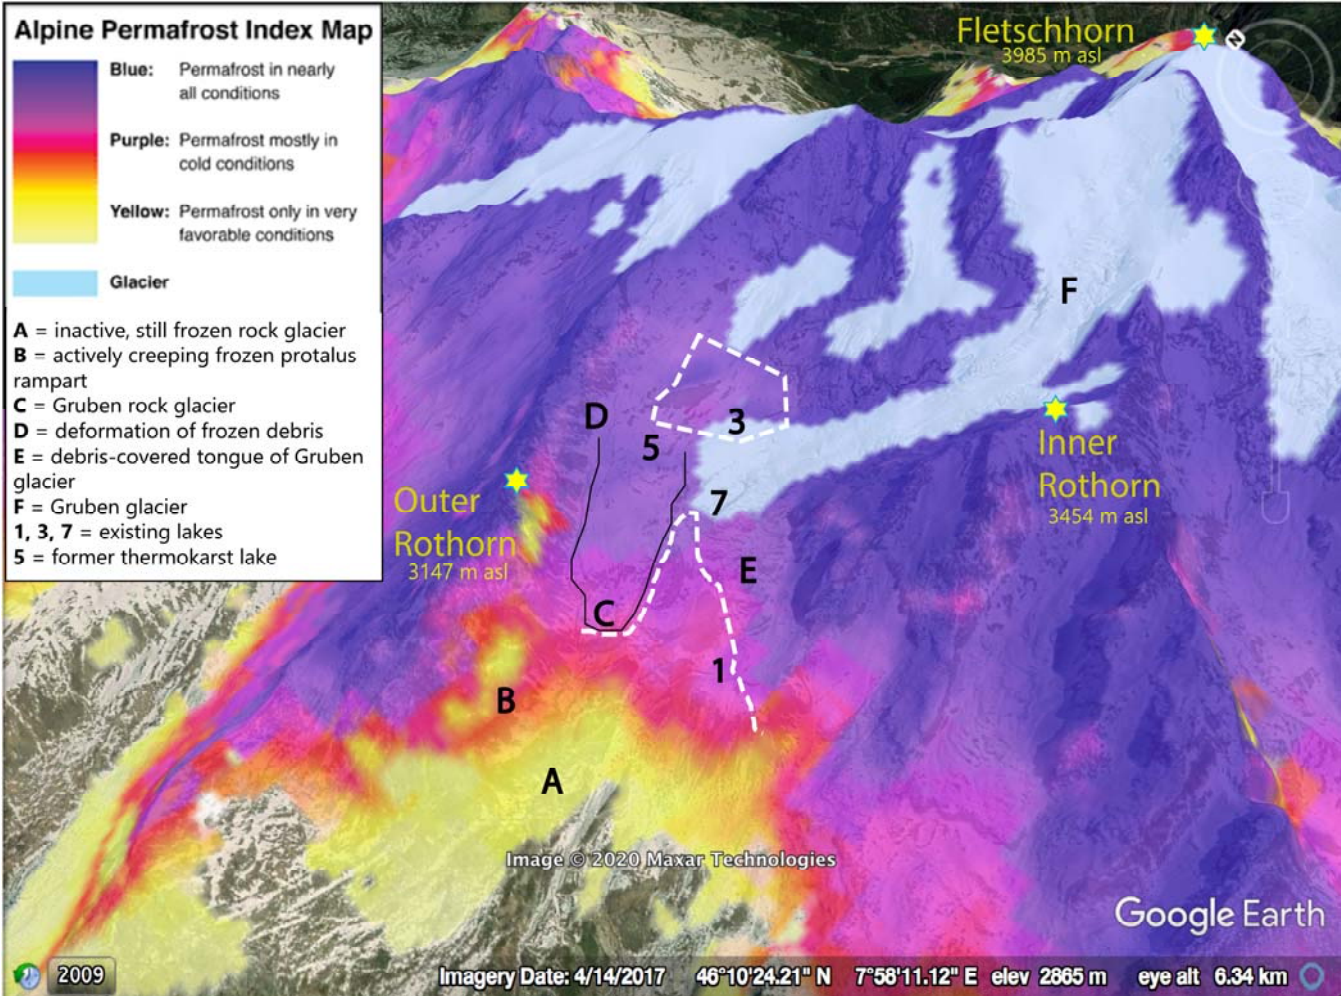 Alpine Permafrost Index Map
Blue: Permafrost in nearly
all conditions
Purple: Permafrost mostly in
cold conditions
Yellow: Permafrost only in very
favorable conditions
Glacier
A = inactive, still frozen rock glacier
B = actively creeping frozen protalus
rampart
C = Gruben rock glacier
D = deformation of frozen debris
E = debris-covered tongue of Gruben
glacier
F = Gruben glacier
1, 3, 7 = existing lakes
5 = former thermokarst lake
Fletschhorn
3985 m asl
N
F
D
3
5
Inner
Rothorn
3454 m asl
Outer
Rothorn
3147 m asl
7
E
C
1
B
A
Image © 2020 Maxar Technologies
Google Earth
2009
Imagery Date: 4/14/2017 46°10'24.21" N 7°58'11.12" E elev 2865 m eye alt 6.34 km